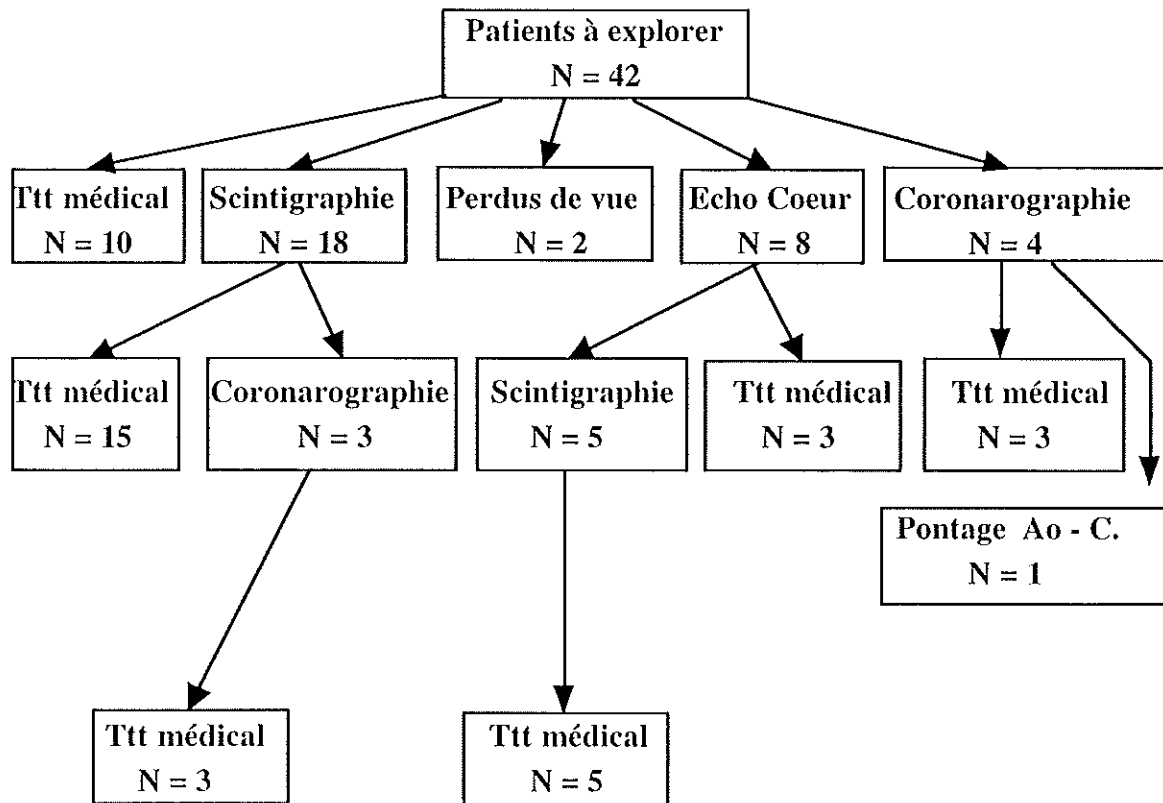 Patients à explorer
N = 42
Ttt médical
N = 10
Scintigraphie
N = 18
Perdus de vue
N = 2
Echo Coeur
N = 8
Coronarographie
N = 4
Ttt médical
N = 15
Coronarographie
N = 3
Scintigraphie
N = 5
Ttt médical
N = 3
Ttt médical
N = 3
Pontage Ao - C.
N = 1
Ttt médical
N = 3
Ttt médical
N = 5